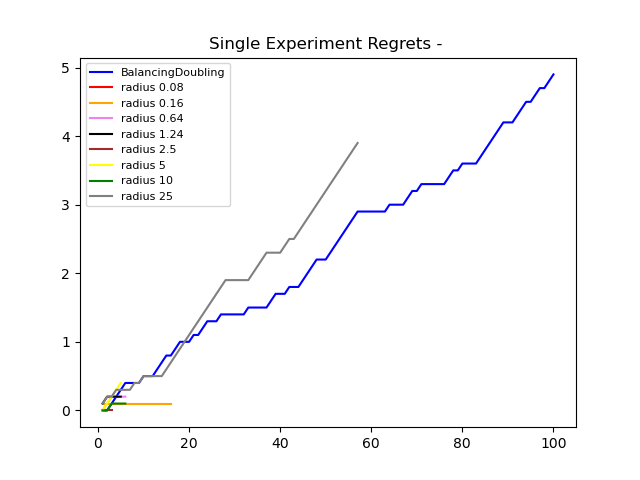 Single Experiment Regrets -
BalancingDoubling
radius 0.08
radius 0.16
radius 0.64
radius 1.24
radius 2.5
radius 5
radius 10
radius 25
5
4
3
2
1
0
0 20 40 60 80 100